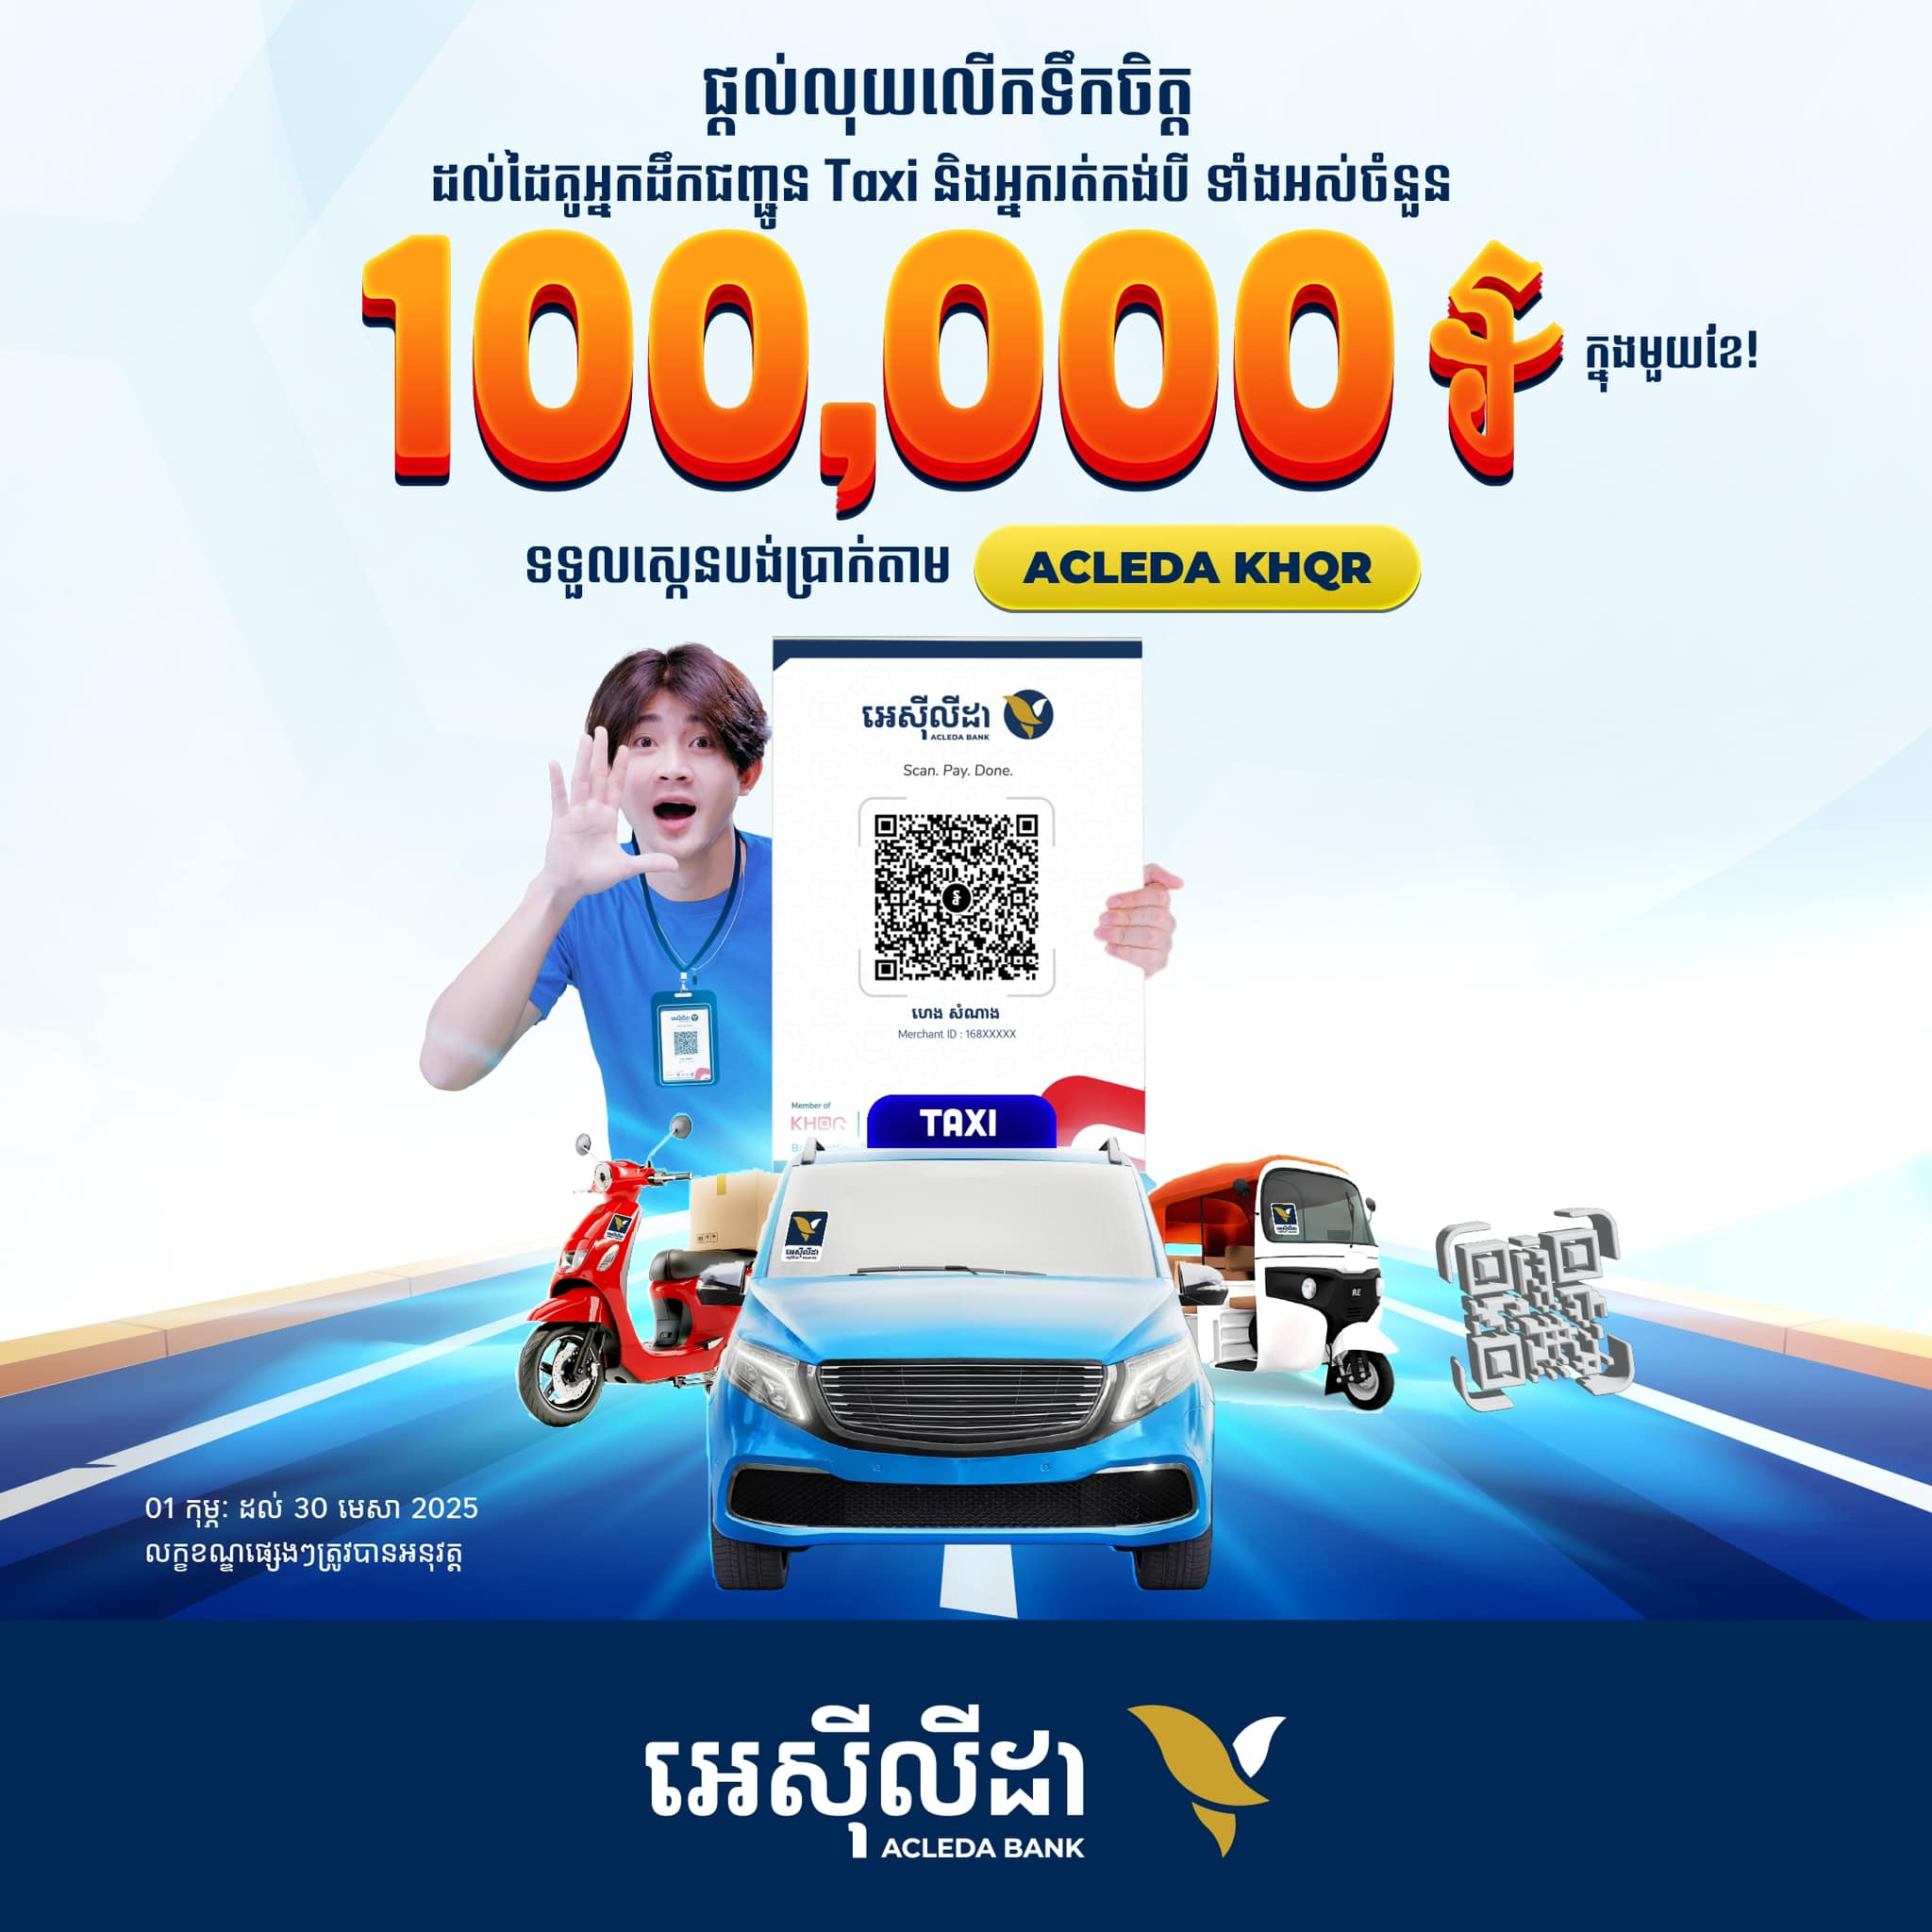 ផ្តល់លុយលើកទឹកចិត្ត
ដល់ដៃគូអ្នកដឹកជញ្ជូន Taxi និងអ្នករត់កង់បី ទាំងអស់ចំនួន
100,000 ៛ ក្នុងមួយខែ!
ទទួលស្កេនបង់ប្រាក់តាម ACLEDA KHQR
អេស៊ីលីដា
ACLEDA BANK
Scan. Pay. Done.
ហេង សំណាង
Merchant ID : 168XXXXX
Member of
KHQR
TAXI
អេស៊ីលីដា
RE
01 កុម្ភៈ ដល់ 30 មេសា 2025
លក្ខខណ្ឌផ្សេងៗត្រូវបានអនុវត្ត
អេស៊ីលីដា
ACLEDA BANK